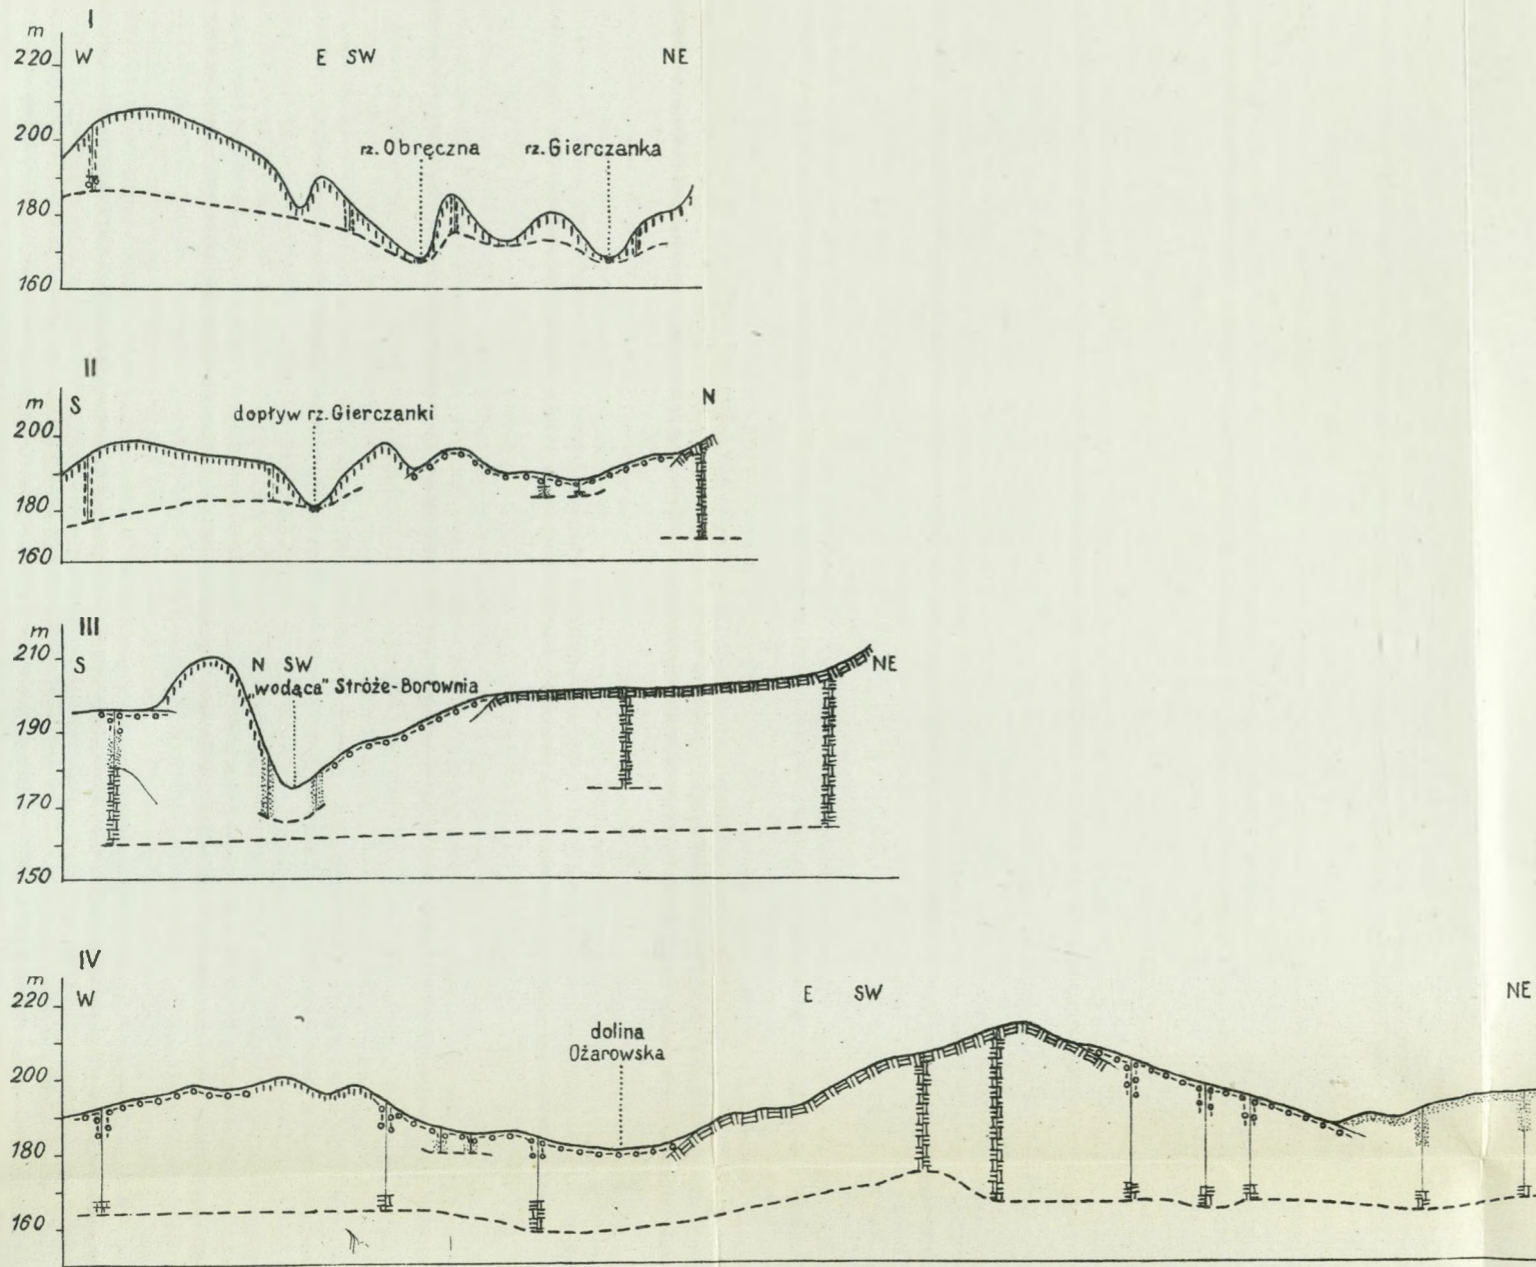 I
m
220 W E SW NE
200
rz. Obręczna rz. Gierczanka
180
160
II
m S N
dopływ rz. Gierczanki
200
180
160
III
m
210
S N SW NE
"wodąca" Stróże-Borownia
190
170
150
IV
m
220 W E SW NE
dolina
Ożarowska
200
180
160